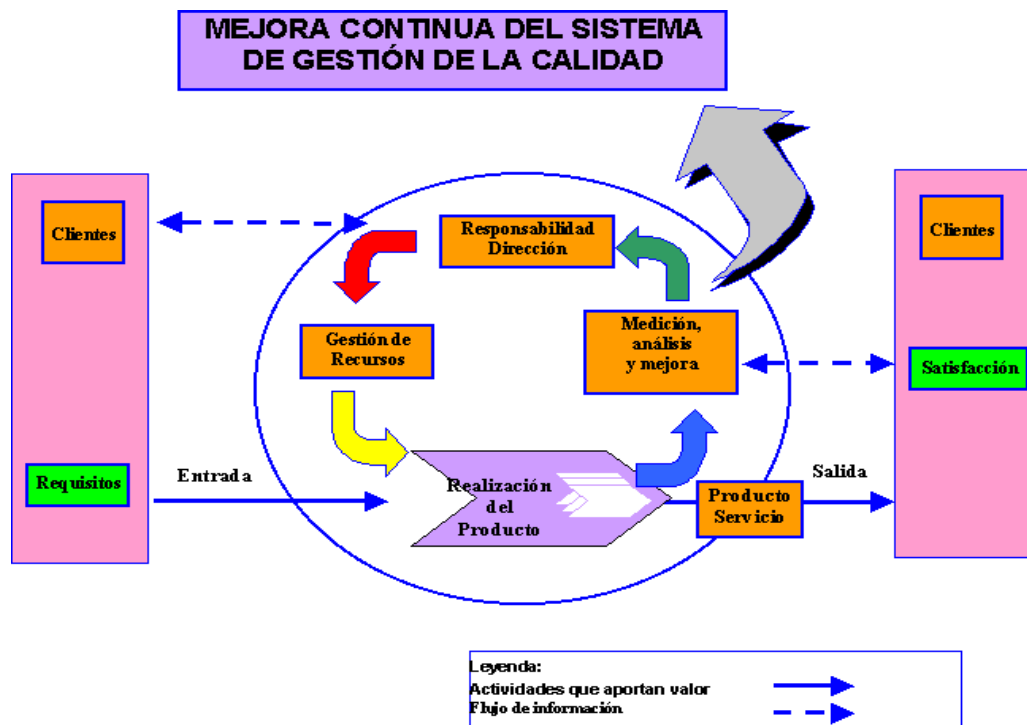 MEJORA CONTINUA DEL SISTEMA
DE GESTIÓN DE LA CALIDAD
Clientes
Responsabilidad
Dirección
Clientes
Gestión de
Recursos
Medición,
análisis
y mejora
Satisfacción
Requisitos
Entrada
Realización
del
Producto
Producto
Servicio
Salida
Leyenda:
Actividades que aportan valor
Flujo de información